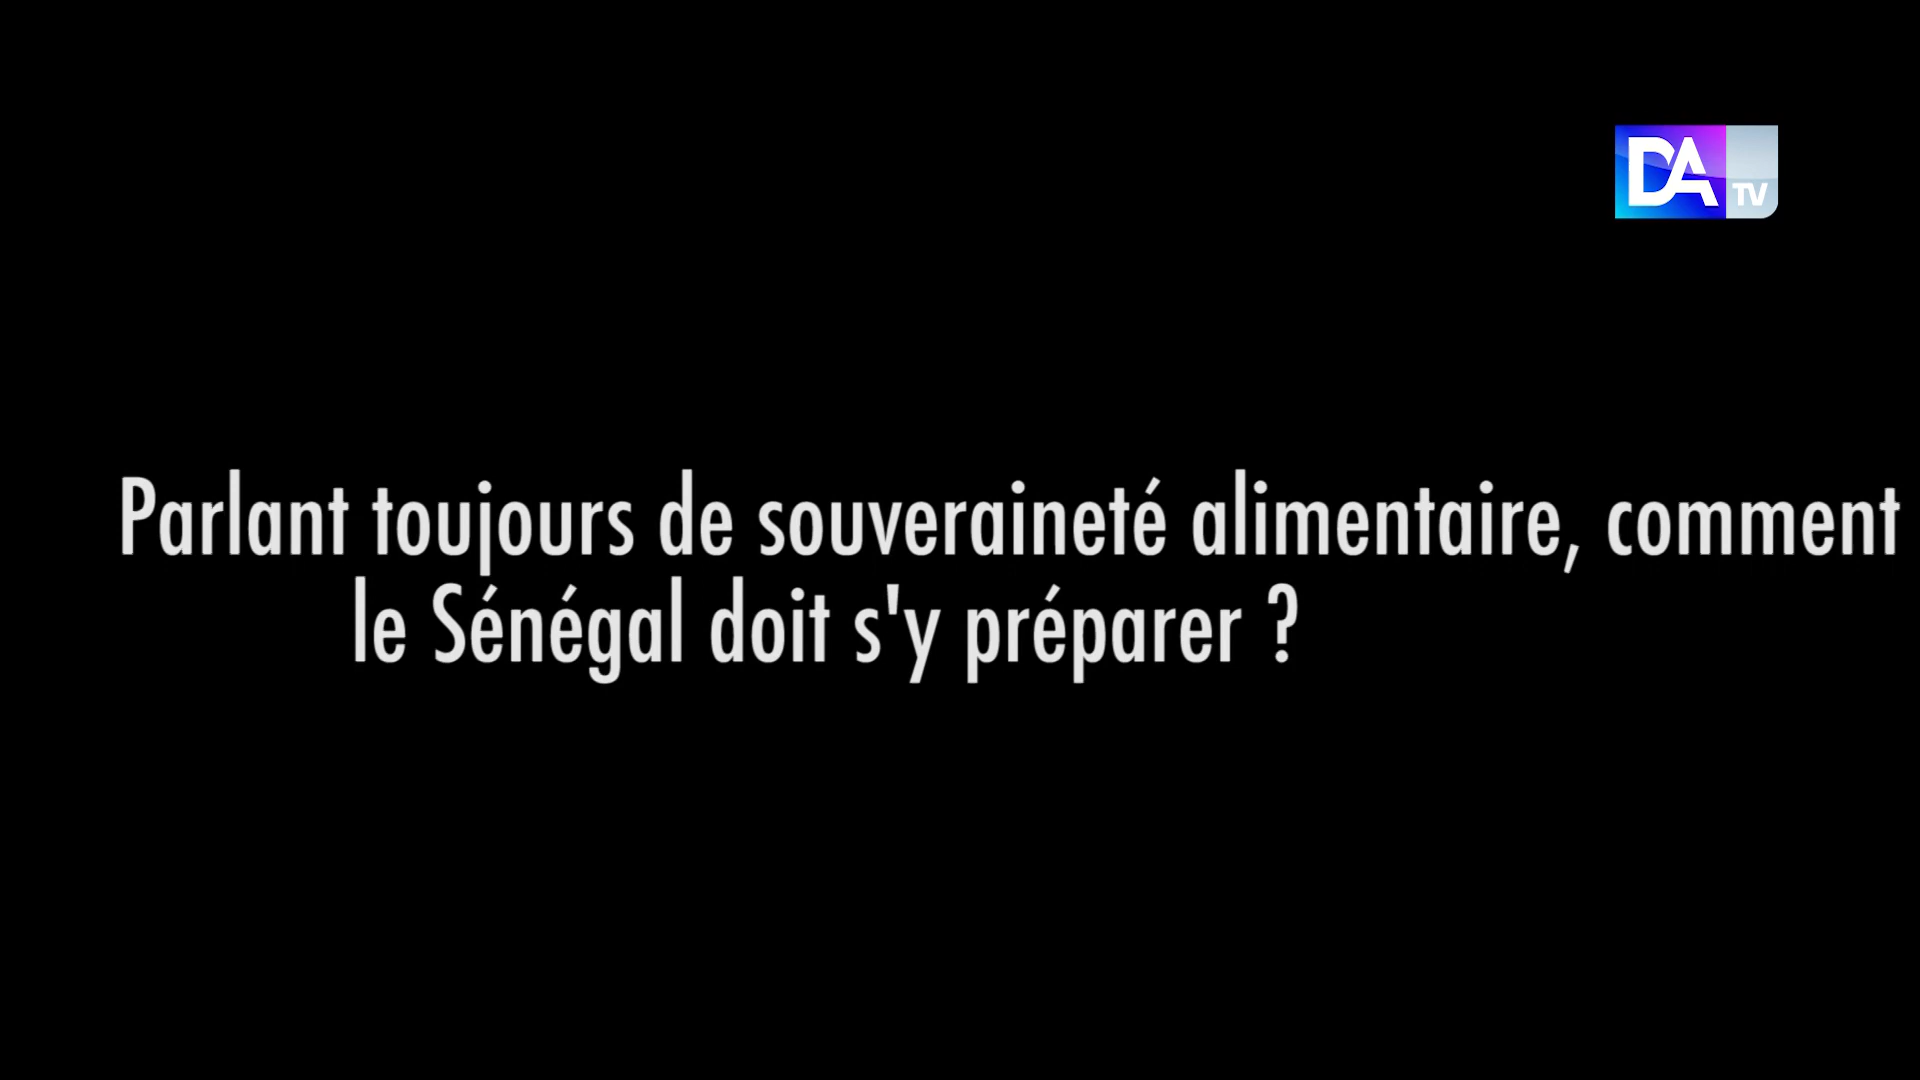 DA TV
Parlant toujours de souveraineté alimentaire, comment
le Sénégal doit s'y préparer ?